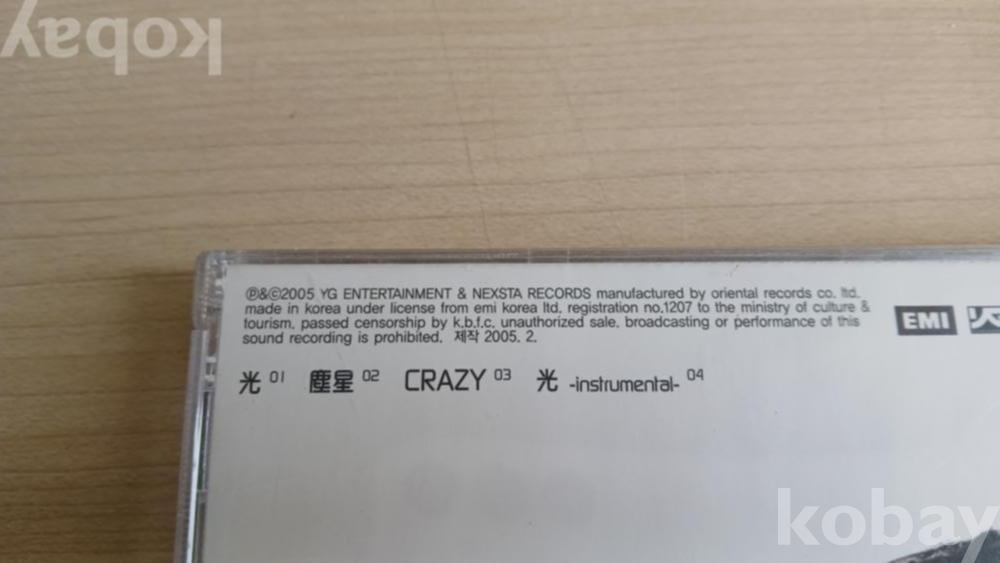 kobay
℗&©2005 YG ENTERTAINMENT & NEXSTA RECORDS manufactured by oriental records co. ltd.
made in korea under license from emi korea ltd. registration no.1207 to the ministry of culture &
tourism. passed censorship by k.b.f.c. unauthorized sale. broadcasting or performance of this
sound recording is prohibited. 제작 2005. 2.
EMI
光 01 塵星 02 CRAZY 03 光 -instrumental- 04
kobay